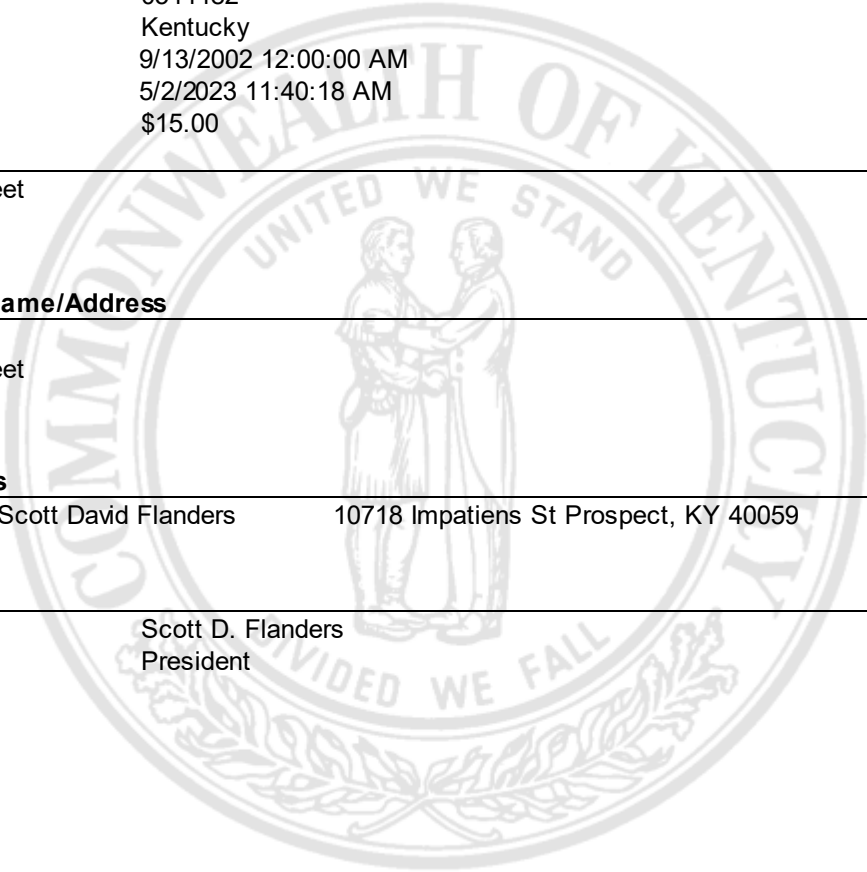 Kentucky
9/13/2002 12:00:00 AM
5/2/2023 11:40:18 AM
$15.00
eet
ame/Address
eet
s
Scott David Flanders 10718 Impatiens St Prospect, KY 40059
Scott D. Flanders
President
COMMONWEALTH OF KENTUCKY
UNITED WE STAND
DIVIDED WE FALL